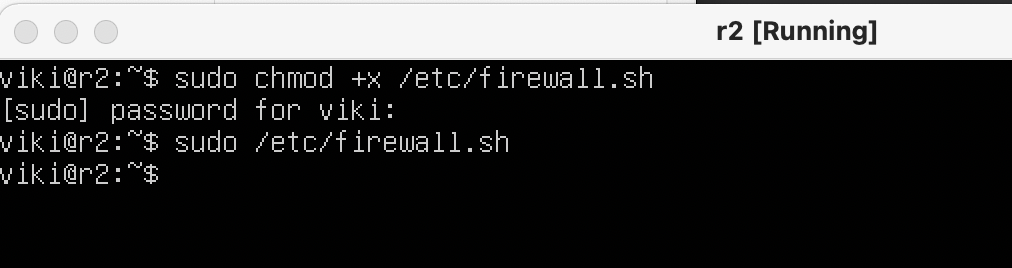 r2 [Running]
viki@r2:~$ sudo chmod +x /etc/firewall.sh
[sudo] password for viki:
viki@r2:~$ sudo /etc/firewall.sh
viki@r2:~$